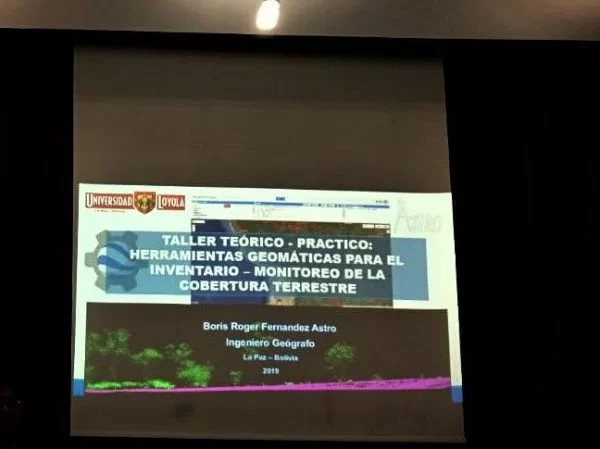 UNIVERSIDAD LOYOLA
TALLER TEÓRICO - PRACTICO:
HERRAMIENTAS GEOMÁTICAS PARA EL
INVENTARIO – MONITOREO DE LA
COBERTURA TERRESTRE
Boris Roger Fernandez Astro
Ingeniero Geógrafo
La Paz – Bolivia
2019